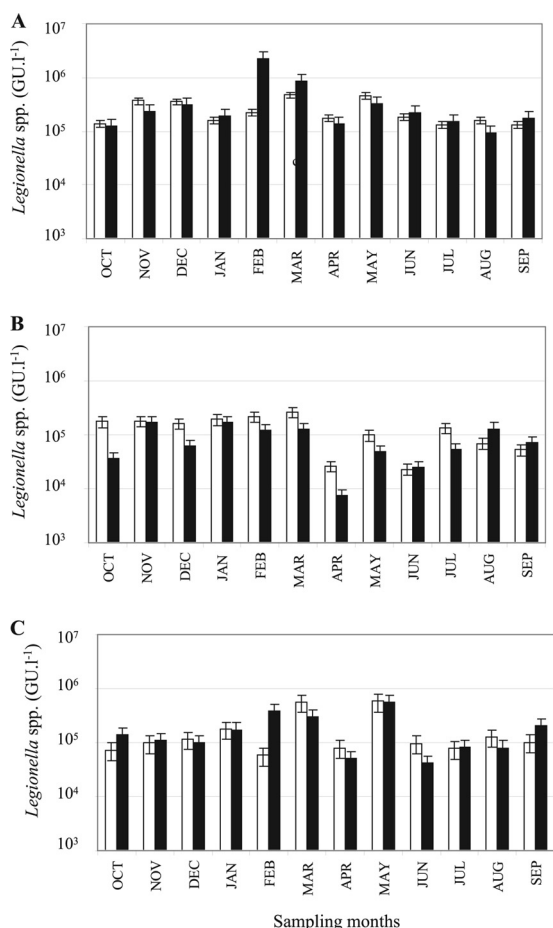 A
Legionella spp. (GU.l⁻¹)
10⁷
10⁶
10⁵
10⁴
10³
OCT NOV DEC JAN FEB MAR APR MAY JUN JUL AUG SEP
B
Legionella spp. (GU.l⁻¹)
10⁷
10⁶
10⁵
10⁴
10³
OCT NOV DEC JAN FEB MAR APR MAY JUN JUL AUG SEP
C
Legionella spp. (GU.l⁻¹)
10⁷
10⁶
10⁵
10⁴
10³
OCT NOV DEC JAN FEB MAR APR MAY JUN JUL AUG SEP
Sampling months